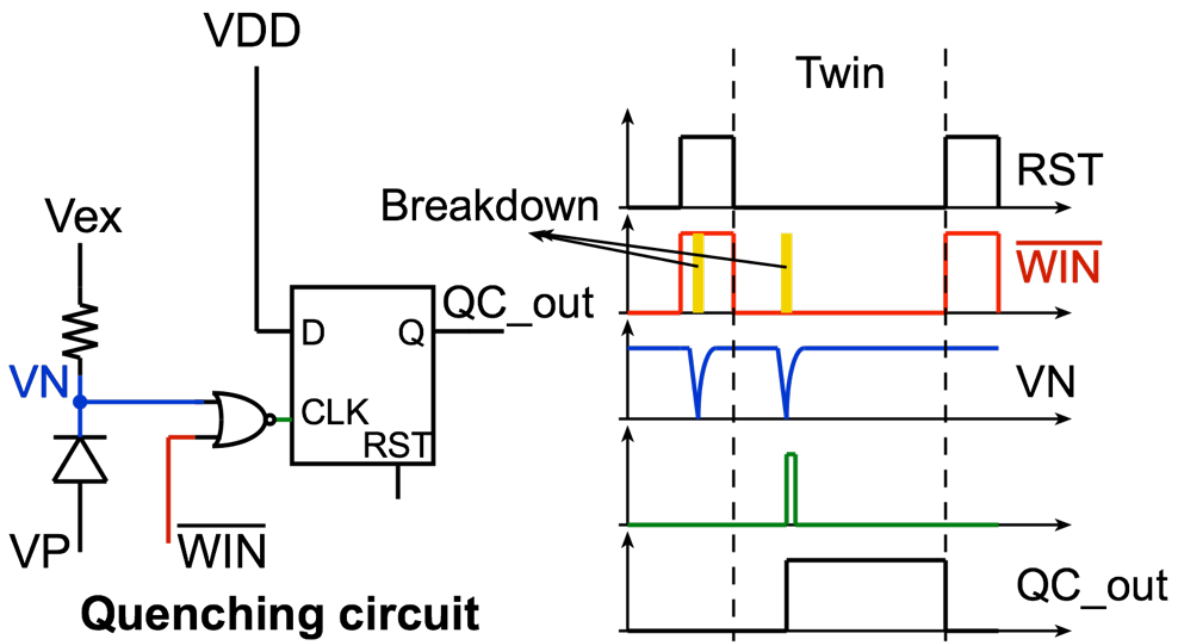 VDD
Vex
VN
VP
WIN
D
Q
CLK
RST
QC_out
Quenching circuit
Twin
RST
Breakdown
WIN
VN
QC_out